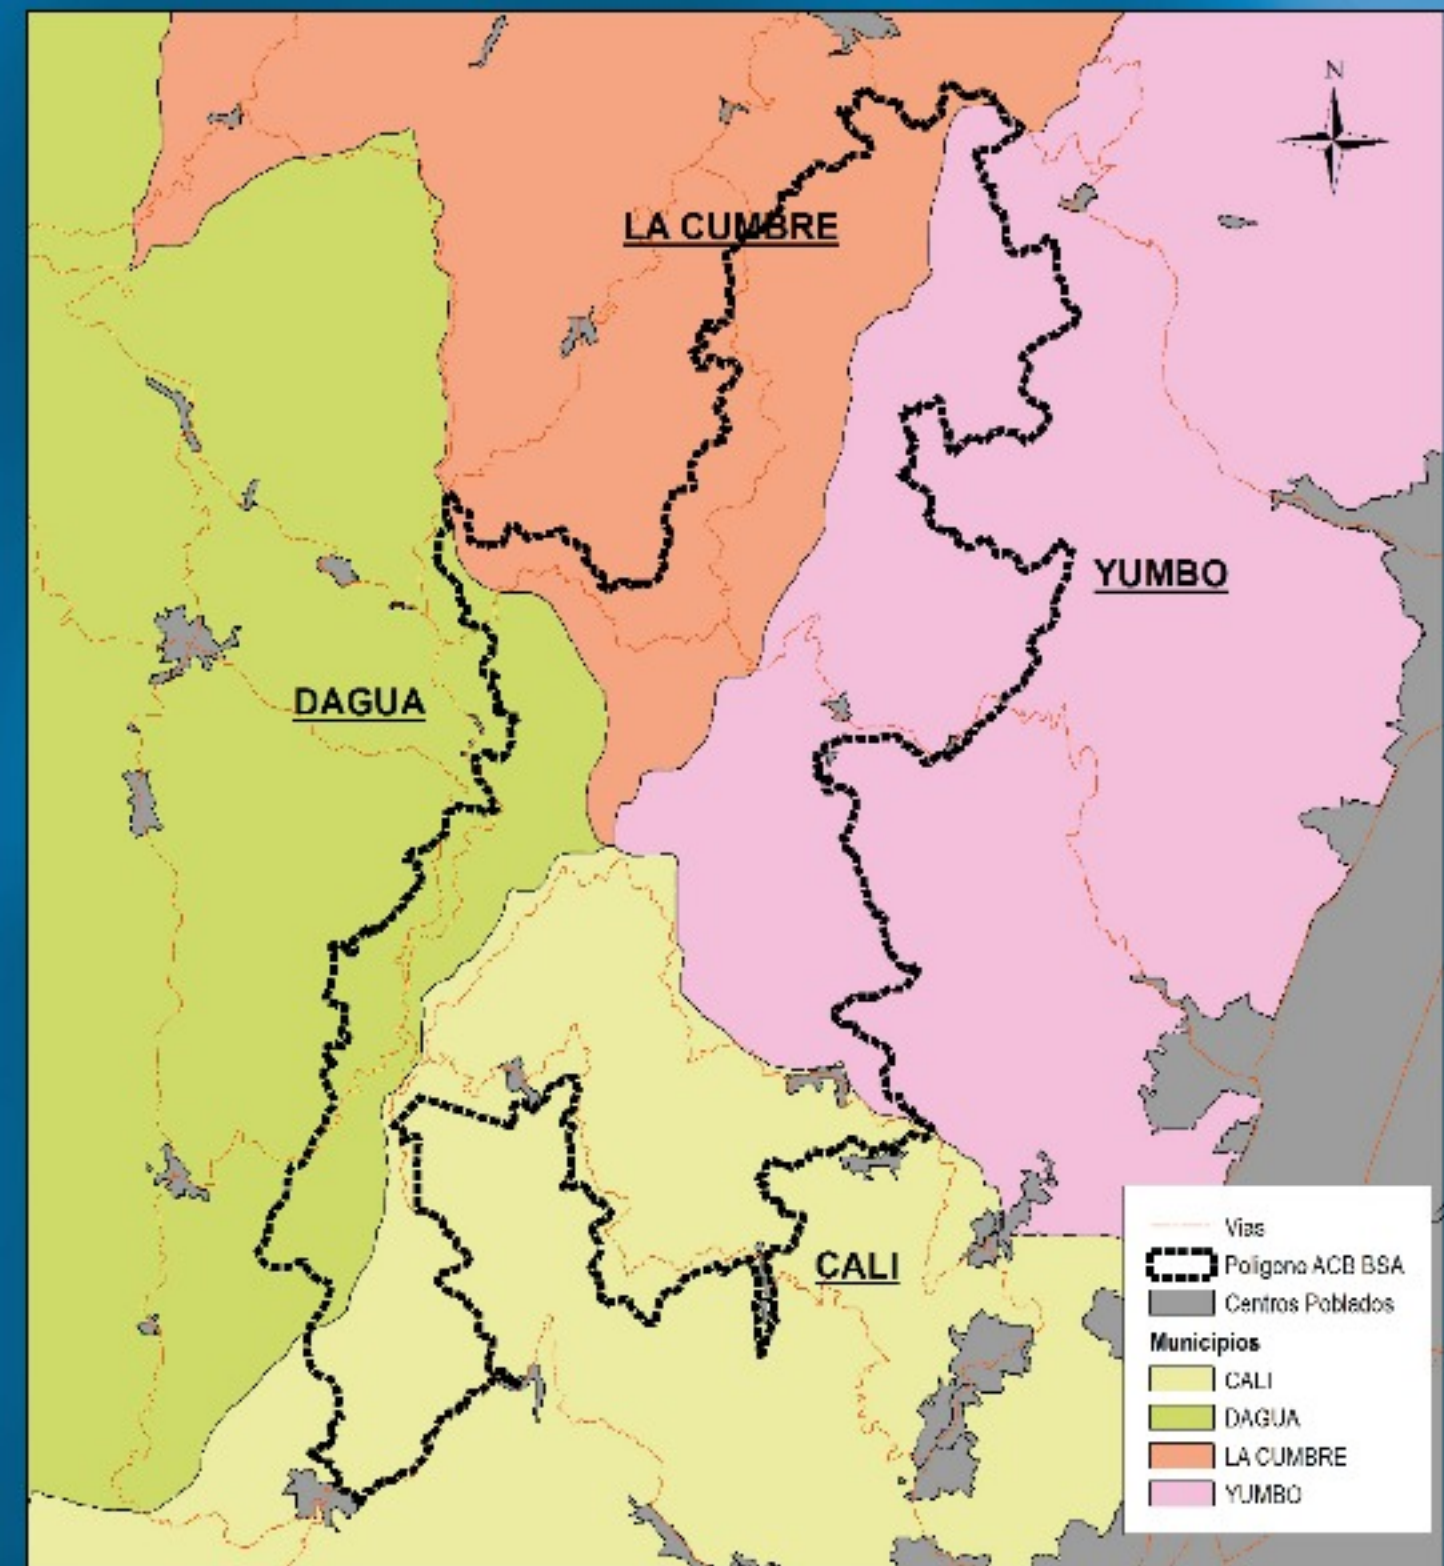 N
LA CUMBRE
YUMBO
DAGUA
CALI
Vias
Poligono ACB BSA
Centros Poblados
Municipios
CALI
DAGUA
LA CUMBRE
YUMBO